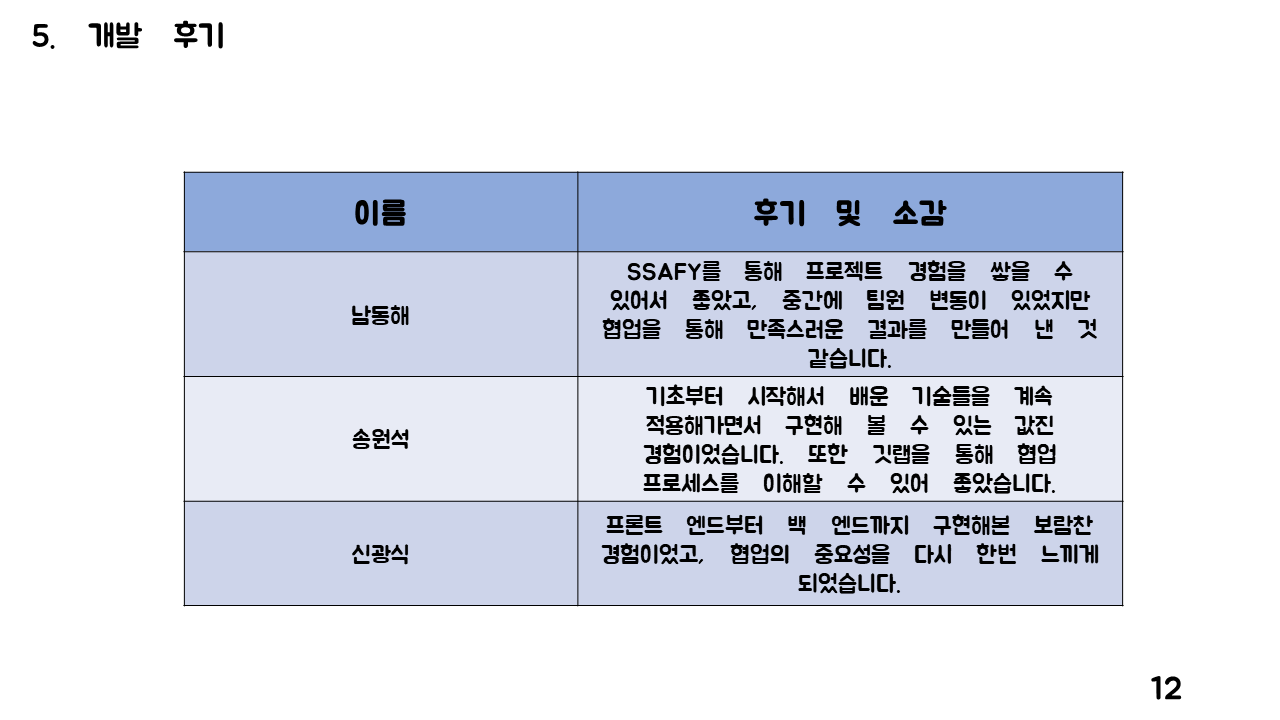 5. 개발 후기
이름
후기 및 소감
남동해
SSAFY를 통해 프로젝트 경험을 쌓을 수
있어서 좋았고, 중간에 팀원 변동이 있었지만
협업을 통해 만족스러운 결과를 만들어 낸 것
같습니다.
송원석
기초부터 시작해서 배운 기술들을 계속
적용해가면서 구현해 볼 수 있는 값진
경험이었습니다. 또한 깃랩을 통해 협업
프로세스를 이해할 수 있어 좋았습니다.
신광식
프론트 엔드부터 백 엔드까지 구현해본 보람찬
경험이었고, 협업의 중요성을 다시 한번 느끼게
되었습니다.
12